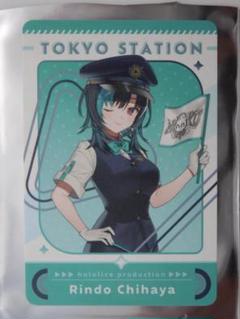 TOKYO STATION
▶▶▶ hololive production ▶▶▶
Rindo Chihaya